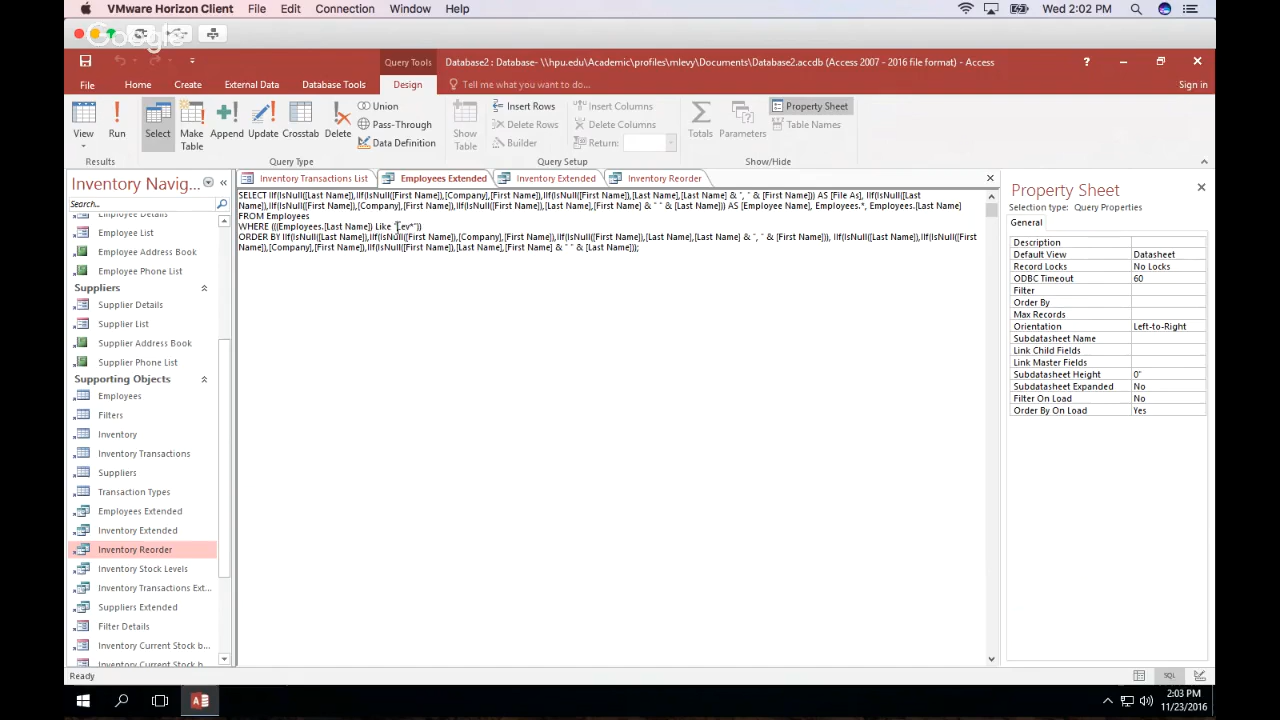 VMware Horizon Client File Edit Connection Window Help Wed 2:02 PM
Google
Query Tools Database2 : Database- \\hpu.edu\Academic\profiles\mlevy\Documents\Database2.accdb (Access 2007 - 2016 file format) - Access ?
File Home Create External Data Database Tools Design Tell me what you want to do... Sign in
View Run Select Make Table Append Update Crosstab Delete
Union
Pass-Through
Data Definition
Show Table
Insert Rows
Delete Rows
Builder
Insert Columns
Delete Columns
Return:
Totals Parameters
Property Sheet
Table Names
Results Query Type Query Setup Show/Hide
Inventory Navig...
Search...
Employee Details
Employee List
Employee Address Book
Employee Phone List
Suppliers
Supplier Details
Supplier List
Supplier Address Book
Supplier Phone List
Supporting Objects
Employees
Filters
Inventory
Inventory Transactions
Suppliers
Transaction Types
Employees Extended
Inventory Extended
Inventory Reorder
Inventory Stock Levels
Inventory Transactions Ext...
Suppliers Extended
Filter Details
Inventory Current Stock b...
Inventory Current Stock b...
Inventory Transactions List Employees Extended Inventory Extended Inventory Reorder
SELECT IIf(IsNull([Last Name]),IIf(IsNull([First Name]),[Company],[First Name]),IIf(IsNull([First Name]),[Last Name],[Last Name] & ", " & [First Name])) AS [File As], IIf(IsNull([Last
Name]),IIf(IsNull([First Name]),[Company],[First Name]),IIf(IsNull([First Name]),[Last Name],[First Name] & " " & [Last Name])) AS [Employee Name], Employees.*, Employees.[Last Name]
FROM Employees
WHERE (((Employees.[Last Name]) Like "Lev*"))
ORDER BY IIf(IsNull([Last Name]),IIf(IsNull([First Name]),[Company],[First Name]),IIf(IsNull([First Name]),[Last Name],[Last Name] & ", " & [First Name])), IIf(IsNull([Last Name]),IIf(IsNull([First
Name]),[Company],[First Name]),IIf(IsNull([First Name]),[Last Name],[First Name] & " " & [Last Name]));
Property Sheet
Selection type: Query Properties
General
Description
Default View Datasheet
Record Locks No Locks
ODBC Timeout 60
Filter
Order By
Max Records
Orientation Left-to-Right
Subdatasheet Name
Link Child Fields
Link Master Fields
Subdatasheet Height 0"
Subdatasheet Expanded No
Filter On Load No
Order By On Load Yes
Ready SQL
2:03 PM
11/23/2016